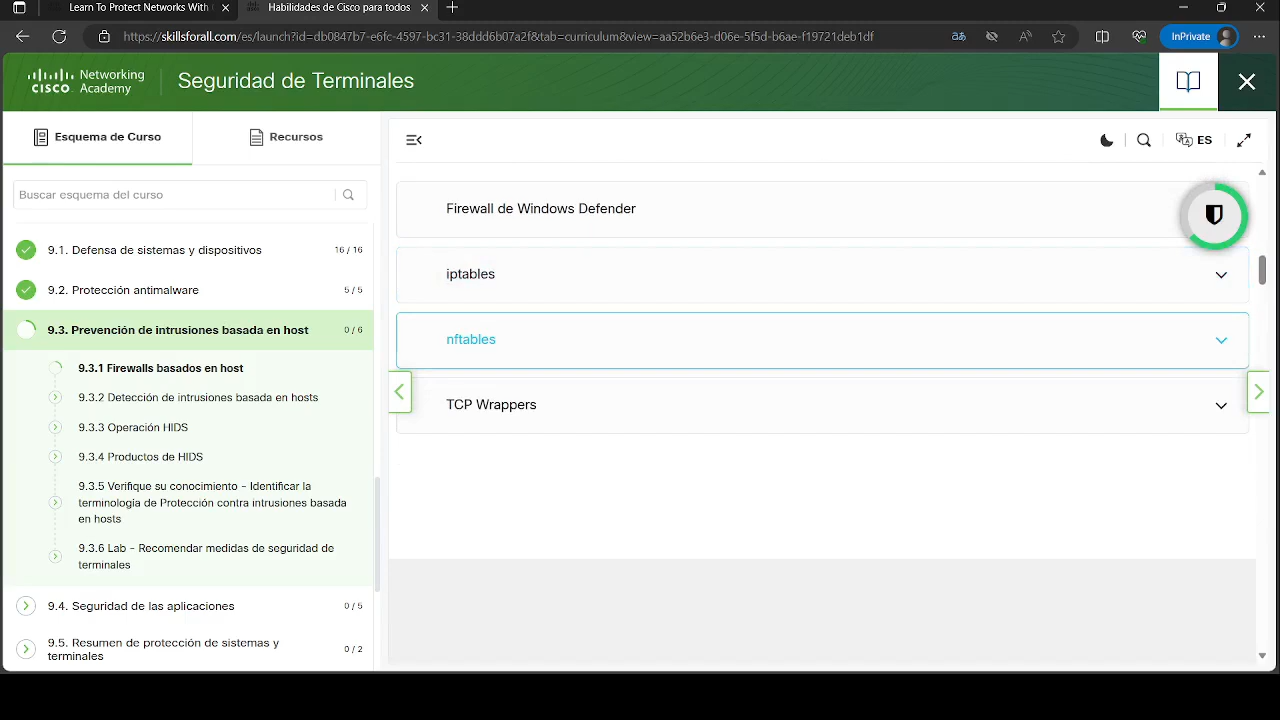 Learn To Protect Networks With
Habilidades de Cisco para todos
https://skillsforall.com/es/launch?id=db0847b7-e6fc-4597-bc31-38ddd6b07a2f&tab=curriculum&view=aa52b6e3-d06e-5f5d-b6ae-f19721deb1df
InPrivate
Networking
CISCO Academy
Seguridad de Terminales
Esquema de Curso
Recursos
ES
Buscar esquema del curso
9.1. Defensa de sistemas y dispositivos 16 / 16
9.2. Protección antimalware 5 / 5
9.3. Prevención de intrusiones basada en host 0 / 6
9.3.1 Firewalls basados en host
9.3.2 Detección de intrusiones basada en hosts
9.3.3 Operación HIDS
9.3.4 Productos de HIDS
9.3.5 Verifique su conocimiento - Identificar la
terminología de Protección contra intrusiones basada
en hosts
9.3.6 Lab - Recomendar medidas de seguridad de
terminales
9.4. Seguridad de las aplicaciones 0 / 5
9.5. Resumen de protección de sistemas y
terminales 0 / 2
Firewall de Windows Defender
iptables
nftables
TCP Wrappers